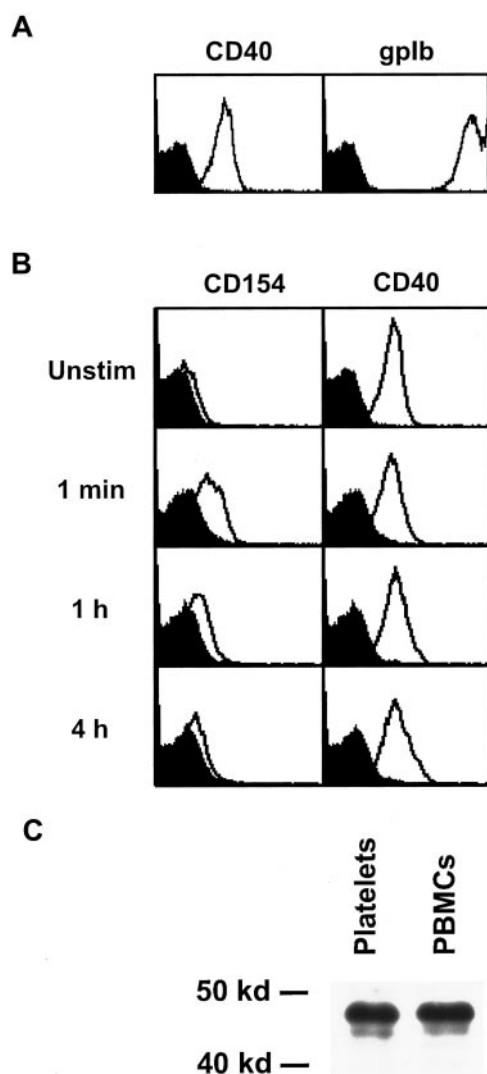 A
CD40 gpIb
B
CD154 CD40
Unstim
1 min
1 h
4 h
C
Platelets PBMCs
50 kd —
40 kd —